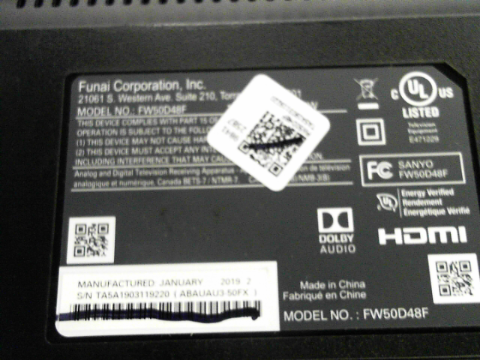 Funai Corporation, Inc.
21061 S. Western Ave. Suite 210,
MODEL NO.: FW50D48F
THIS DEVICE COMPLIES WITH PART 15
OPERATION IS SUBJECT TO THE
(1) THIS DEVICE MAY NOT CAUSE
(2) THIS DEVICE MUST ACCEPT ANY
INCLUDING INTERFERENCE THAT MAY
Analog and Digital Television Receiving Apparatus de télévision
analogique et numérique, Canada BETS-7 / NTMR-7
C UL US
LISTED
Television
Equipment
E471229
FC SANYO
FW50D48F
Energy Verified
Rendement
Énergétique Vérifié
DOLBY
AUDIO
HDMI
MANUFACTURED JANUARY 2019
S/N TA5A1903119220 ( ABAUAU3-50FX )
Made in China
Fabriqué en Chine
MODEL NO. : FW50D48F